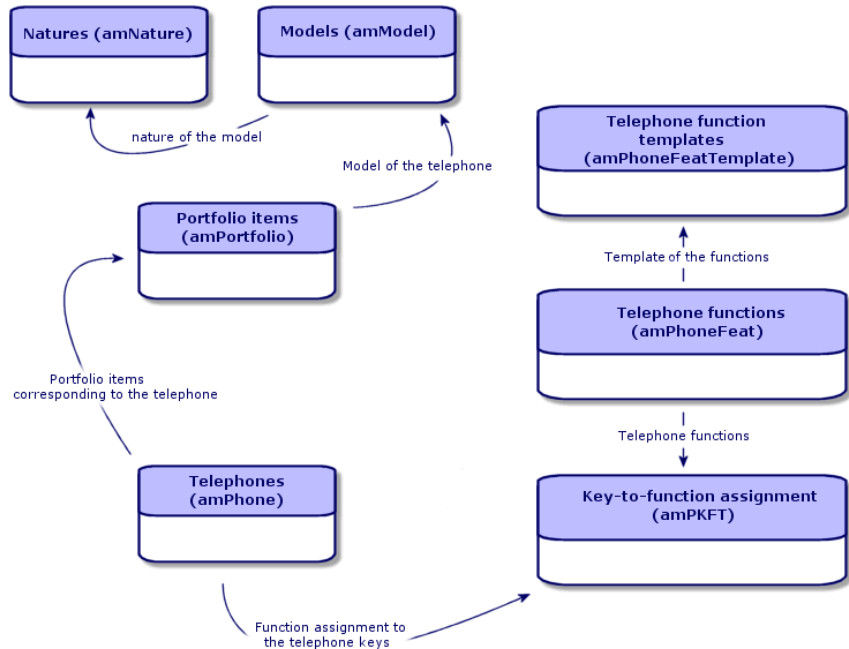 Natures (amNature)
Models (amModel)
nature of the model
Telephone function
templates
(amPhoneFeatTemplate)
Model of the telephone
Portfolio items
(amPortfolio)
Template of the functions
Telephone functions
(amPhoneFeat)
Portfolio items
corresponding to the telephone
Telephone functions
Telephones
(amPhone)
Key-to-function assignment
(amPKFT)
Function assignment to
the telephone keys